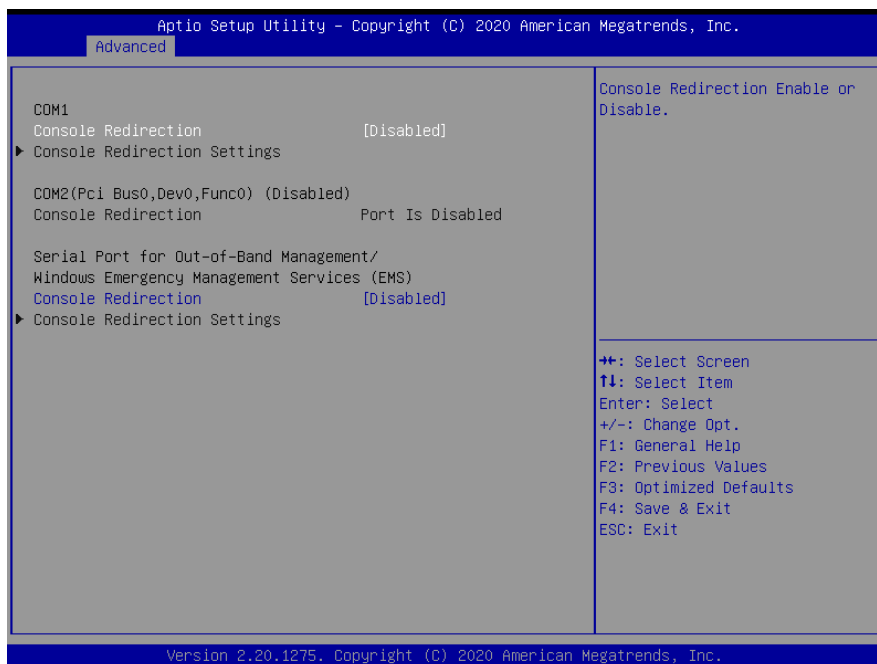 Aptio Setup Utility – Copyright (C) 2020 American Megatrends, Inc.
Advanced
COM1
Console Redirection [Disabled]
Console Redirection Settings
COM2(Pci Bus0,Dev0,Func0) (Disabled)
Console Redirection Port Is Disabled
Serial Port for Out-of-Band Management/
Windows Emergency Management Services (EMS)
Console Redirection [Disabled]
Console Redirection Settings
Console Redirection Enable or
Disable.
→←: Select Screen
↑↓: Select Item
Enter: Select
+/-: Change Opt.
F1: General Help
F2: Previous Values
F3: Optimized Defaults
F4: Save & Exit
ESC: Exit
Version 2.20.1275. Copyright (C) 2020 American Megatrends, Inc.